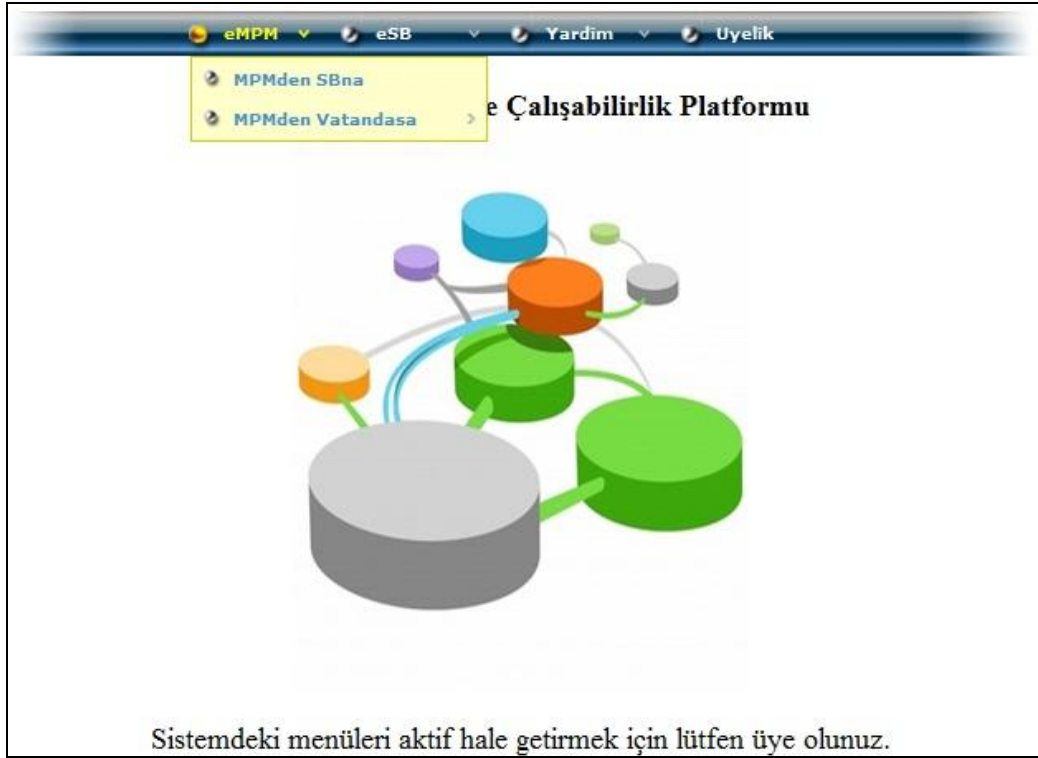 eMPM eSB Yardim Uyelik
MPMden SBna
e Çalışabilirlik Platformu
MPMden Vatandasa
Sistemdeki menüleri aktif hale getirmek için lütfen üye olunuz.